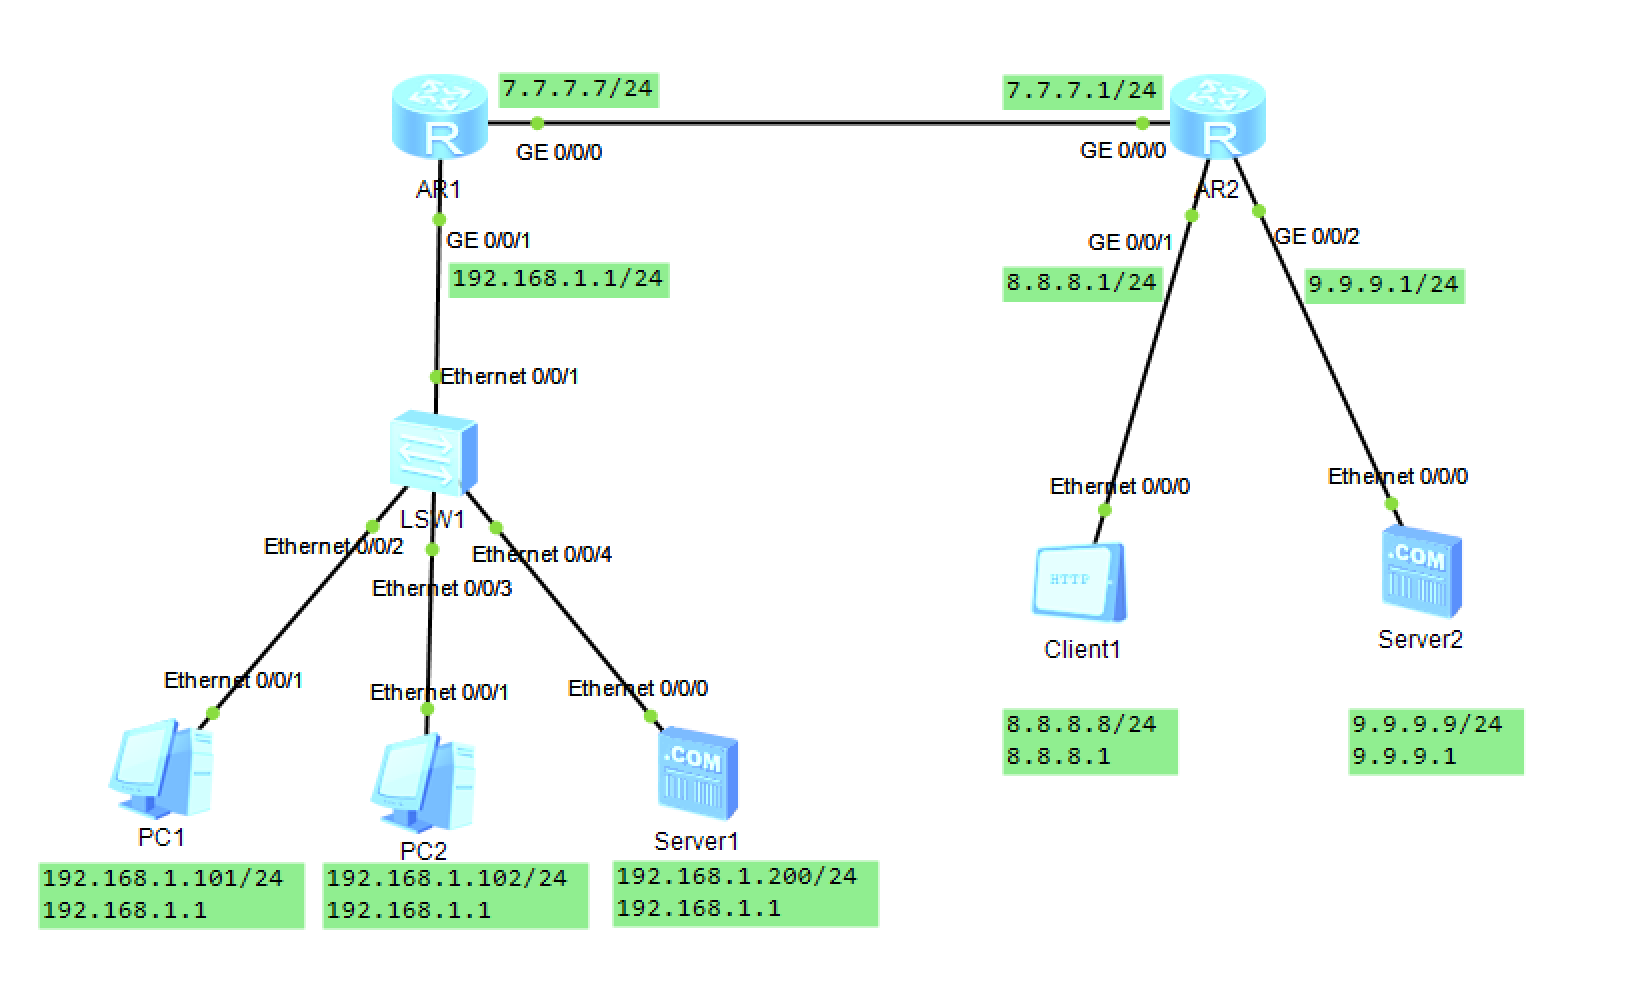 7.7.7.7/24
7.7.7.1/24
R
R
GE 0/0/0
GE 0/0/0
AR1
AR2
GE 0/0/1
GE 0/0/1
GE 0/0/2
192.168.1.1/24
8.8.8.1/24
9.9.9.1/24
Ethernet 0/0/1
LSW1
Ethernet 0/0/0
Ethernet 0/0/0
Ethernet 0/0/2
Ethernet 0/0/4
Ethernet 0/0/3
.COM
HTTP
Client1
Server2
Ethernet 0/0/1
Ethernet 0/0/1
Ethernet 0/0/0
8.8.8.8/24
8.8.8.1
9.9.9.9/24
9.9.9.1
.COM
PC1
PC2
Server1
192.168.1.101/24
192.168.1.1
192.168.1.102/24
192.168.1.1
192.168.1.200/24
192.168.1.1